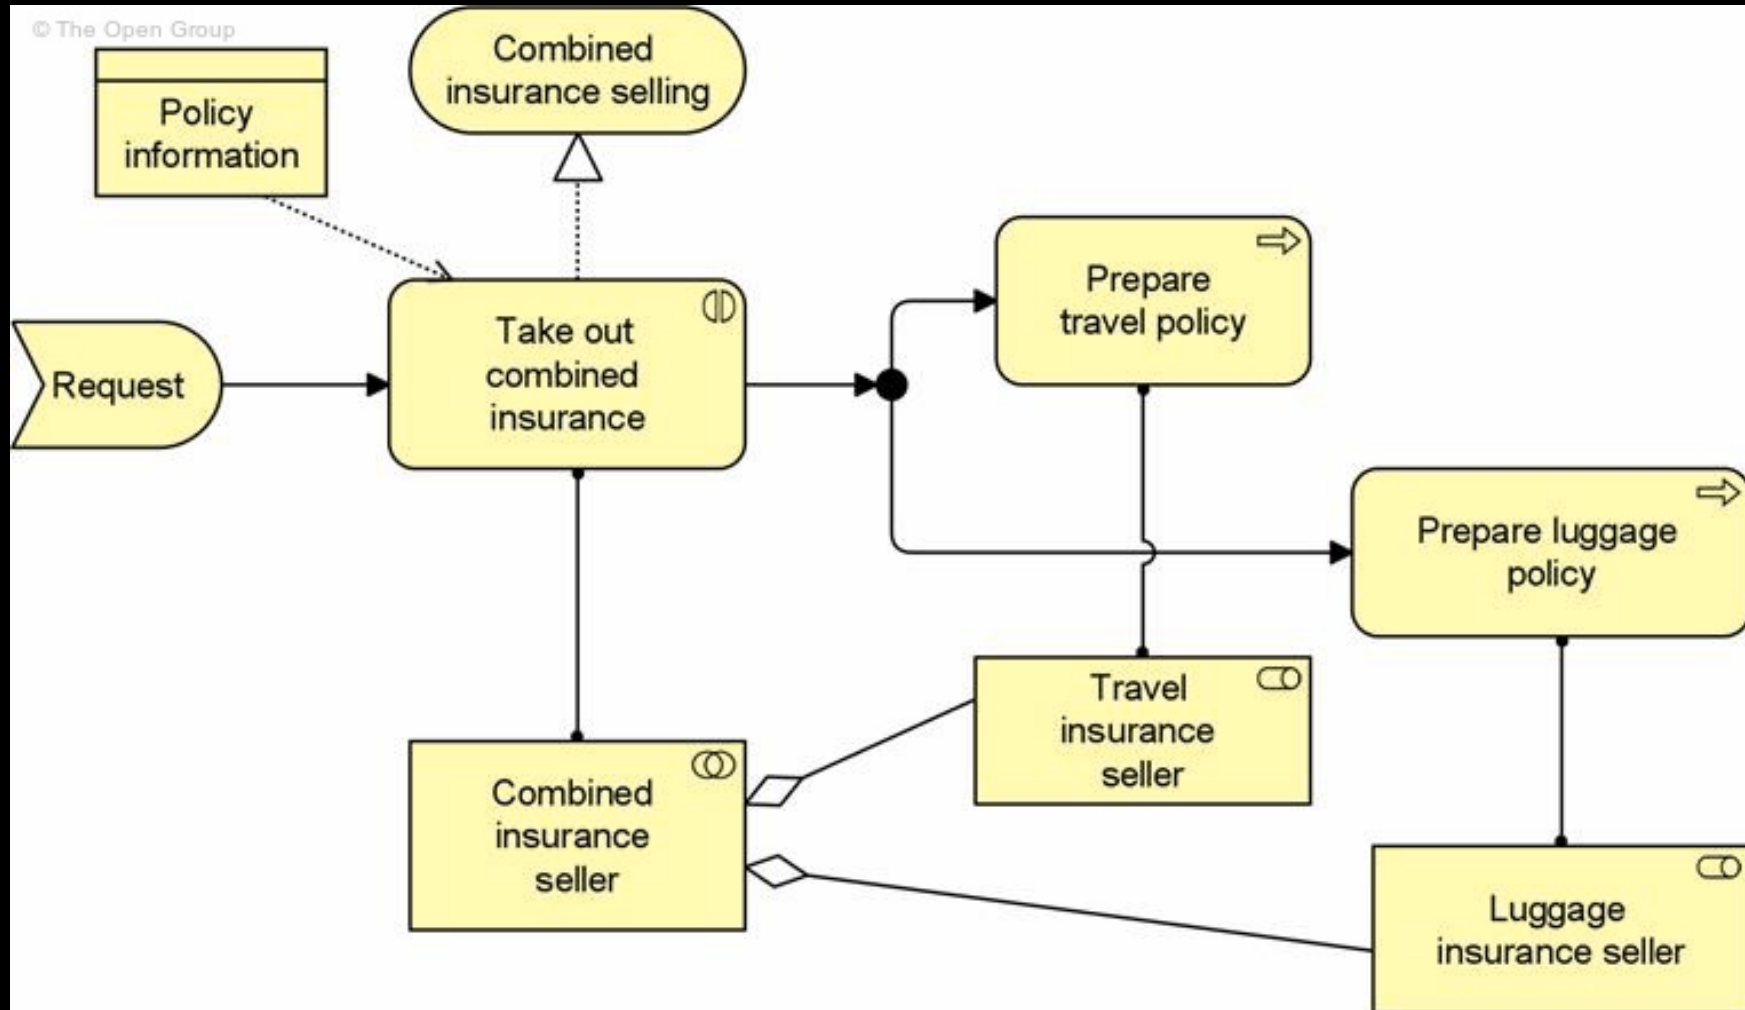 © The Open Group
Combined
insurance selling
Policy
information
Prepare
travel policy
Take out
combined
insurance
Request
Prepare luggage
policy
Travel
insurance
seller
Combined
insurance
seller
Luggage
insurance seller